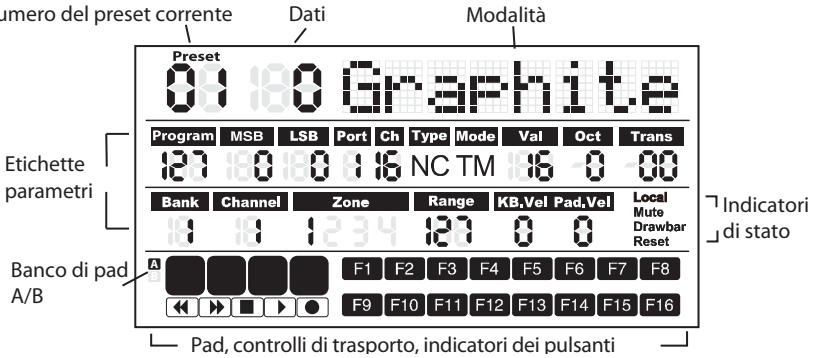 umero del preset corrente Dati Modalità
Preset
01 0 Graphite
Program MSB LSB Port Ch Type Mode Val Oct Trans
127 0 0 1 16 NC TM 16 -0 -00
Etichette
parametri
Bank Channel Zone Range KB.Vel Pad.Vel
1 1 1 2 3 4 127 0 0
Local
Mute
Drawbar
Reset
Indicatori
di stato
Banco di pad
A/B
A
F1 F2 F3 F4 F5 F6 F7 F8
F9 F10 F11 F12 F13 F14 F15 F16
Pad, controlli di trasporto, indicatori dei pulsanti